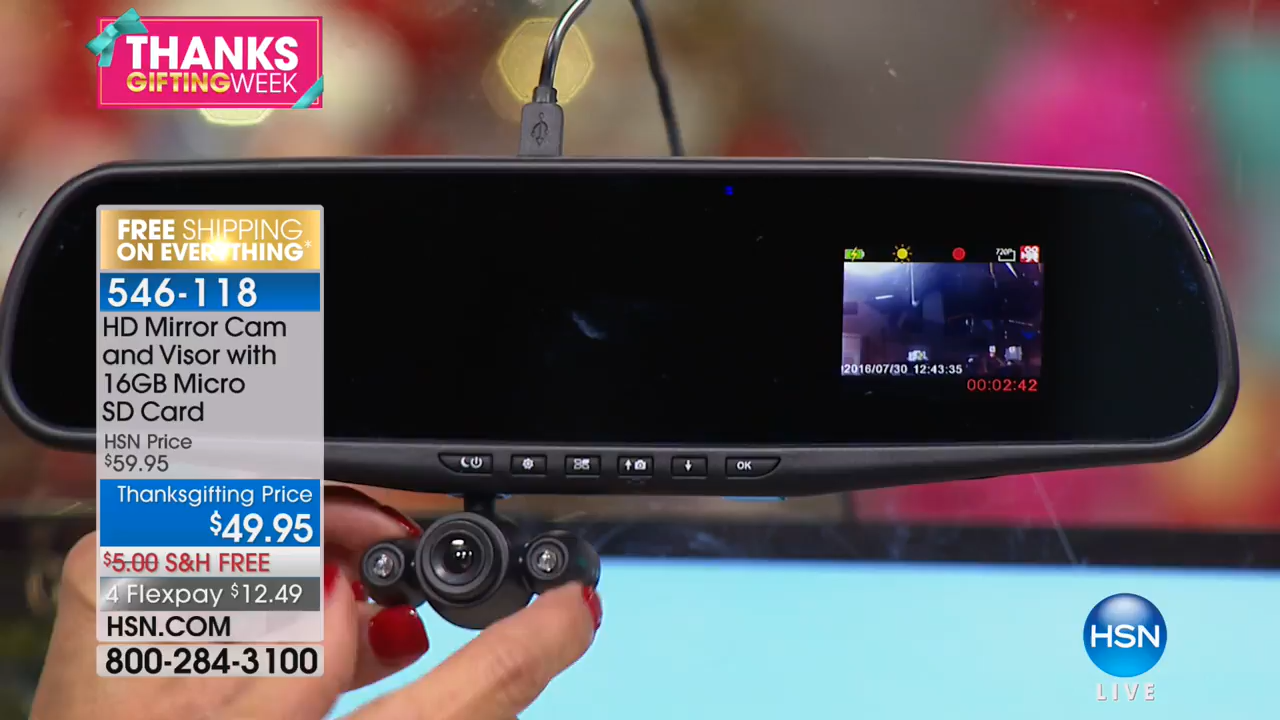 THANKS
GIFTINGWEEK
FREE SHIPPING
ON EVERYTHING*
546-118
HD Mirror Cam
and Visor with
16GB Micro
SD Card
HSN Price
$59.95
Thanksgifting Price
$49.95
$5.00 S&H FREE
4 Flexpay $12.49
HSN.COM
800-284-3100
720P
2016/07/30 12:43:35
00:02:42
OK
HSN
LIVE